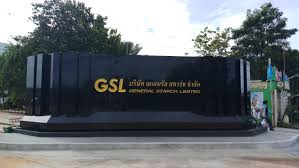 GSL
บริษัท เยนเนรัล สตาร์ช จำกัด
GENERAL STARCH LIMITED